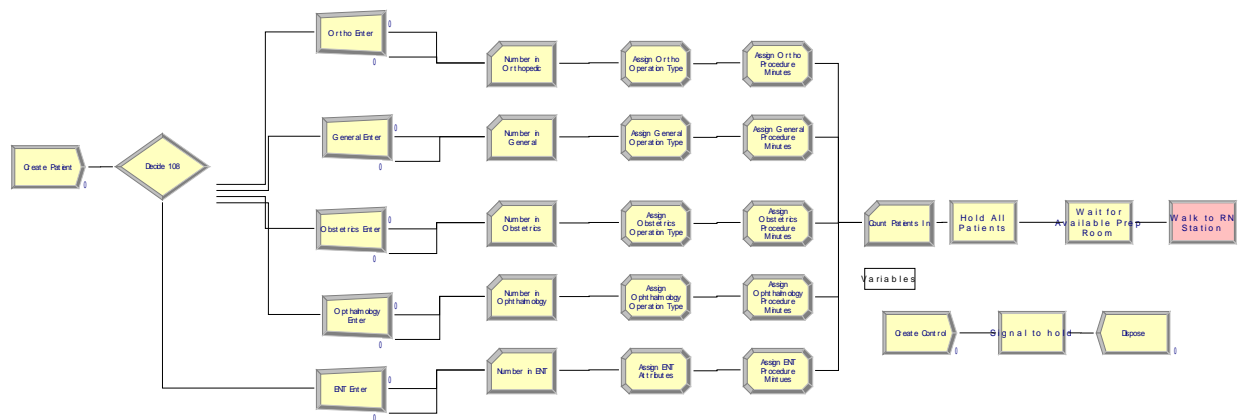 Create Patient
0
Decide 108
Ortho Enter
0
0
Number in
Orthopedic
Assign Ortho
Operation Type
Assign Ortho
Procedure
Minutes
General Enter
0
0
Number in
General
Assign General
Operation Type
Assign General
Procedure
Minutes
Obstetrics Enter
0
0
Number in
Obstetrics
Assign
Obstetrics
Operation Type
Assign
Obstetrics
Procedure
Minutes
Opthalmology
Enter
0
0
Number in
Ophthalmology
Assign
Ophthalmology
Operation Type
Assign
Ophthalmology
Procedure
Minutes
ENT Enter
0
0
Number in ENT
Assign ENT
Attributes
Assign ENT
Procedure
Mintues
Count Patients In
Hold All
Patients
Wait for
Available Prep
Room
Walk to RN
Station
Variables
Create Control
0
Signal to hold
Dispose
0